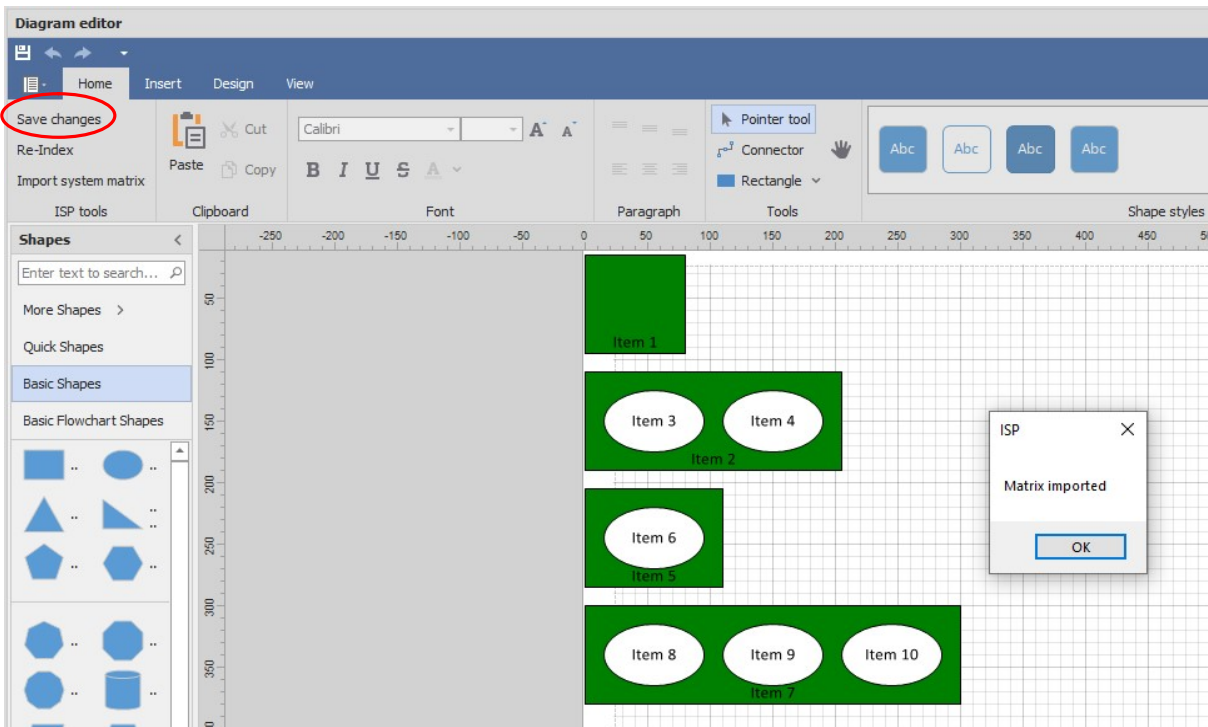 Diagram editor
Home Insert Design View
Save changes
Re-Index
Import system matrix
ISP tools
Paste
Cut
Copy
Clipboard
Calibri
A A
B I U S A
Font
Paragraph
Pointer tool
Connector
Rectangle
Tools
Abc Abc Abc Abc
Shape styles
Shapes
Enter text to search...
More Shapes
Quick Shapes
Basic Shapes
Basic Flowchart Shapes
-250 -200 -150 -100 -50 0 50 100 150 200 250 300 350 400 450
50
100
150
200
250
300
350
Item 1
Item 3 Item 4
Item 2
Item 6
Item 5
Item 8 Item 9 Item 10
Item 7
ISP
Matrix imported
OK